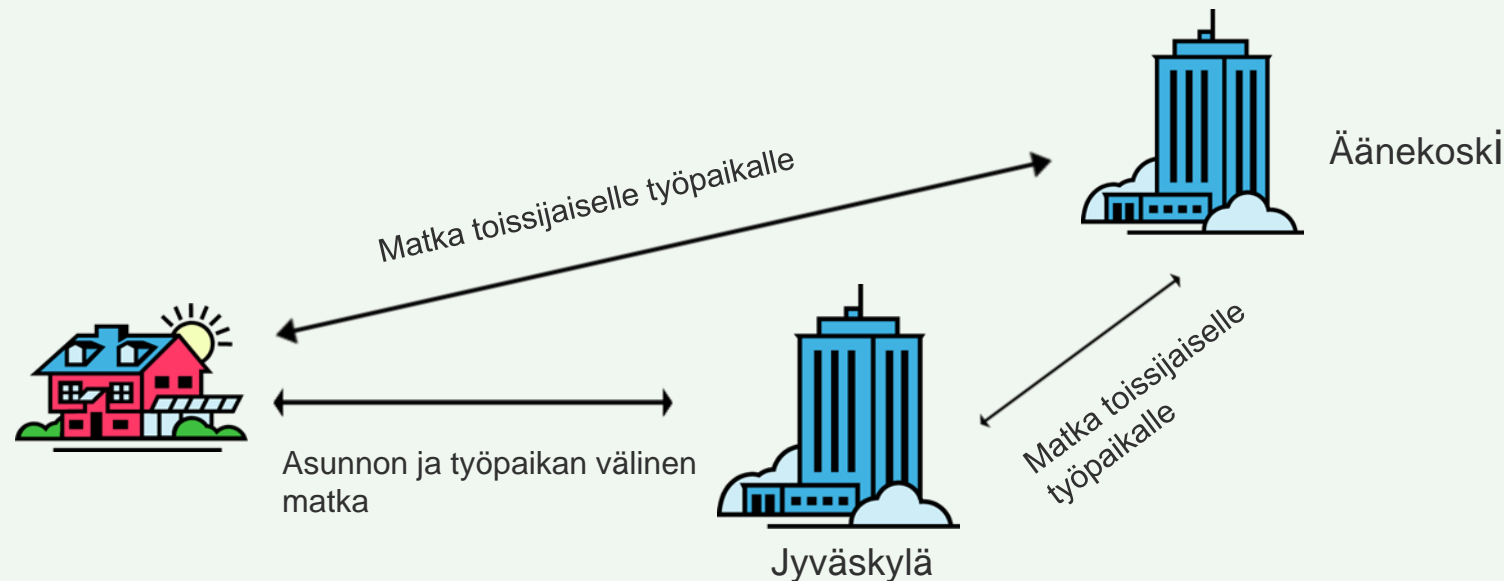 Äänekoski
Matka toissijaiselle työpaikalle
Matka toissijaiselle
työpaikalle
Asunnon ja työpaikan välinen
matka
Jyväskylä